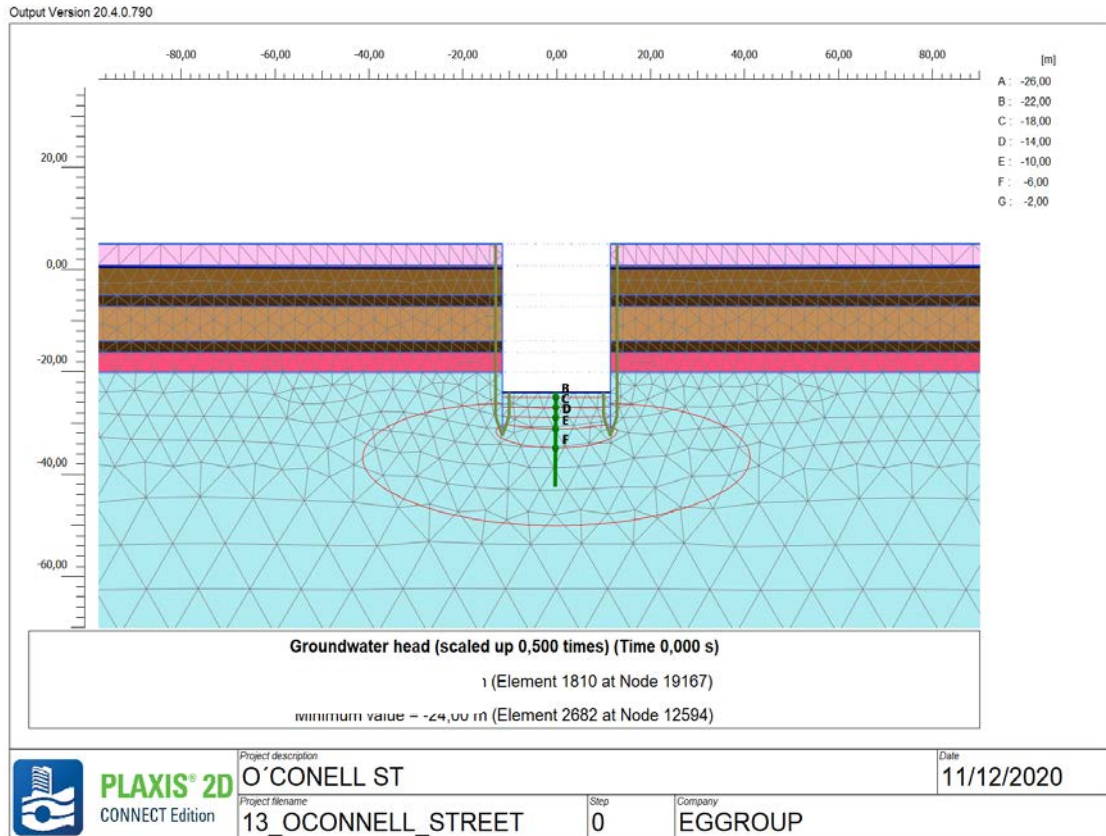 Output Version 20.4.0.790
-80,00 -60,00 -40,00 -20,00 0,00 20,00 40,00 60,00 80,00
[m]
A : -26,00
B : -22,00
C : -18,00
D : -14,00
E : -10,00
F : -6,00
G : -2,00
20,00
0,00
-20,00
-40,00
-60,00
B
C
D
E
F
Groundwater head (scaled up 0,500 times) (Time 0,000 s)
(Element 1810 at Node 19167)
Minimum value = -24,00 m (Element 2682 at Node 12594)
PLAXIS® 2D
CONNECT Edition
Project description
O´CONELL ST
Date
11/12/2020
Project filename
13_OCONNELL_STREET
Step
0
Company
EGGROUP